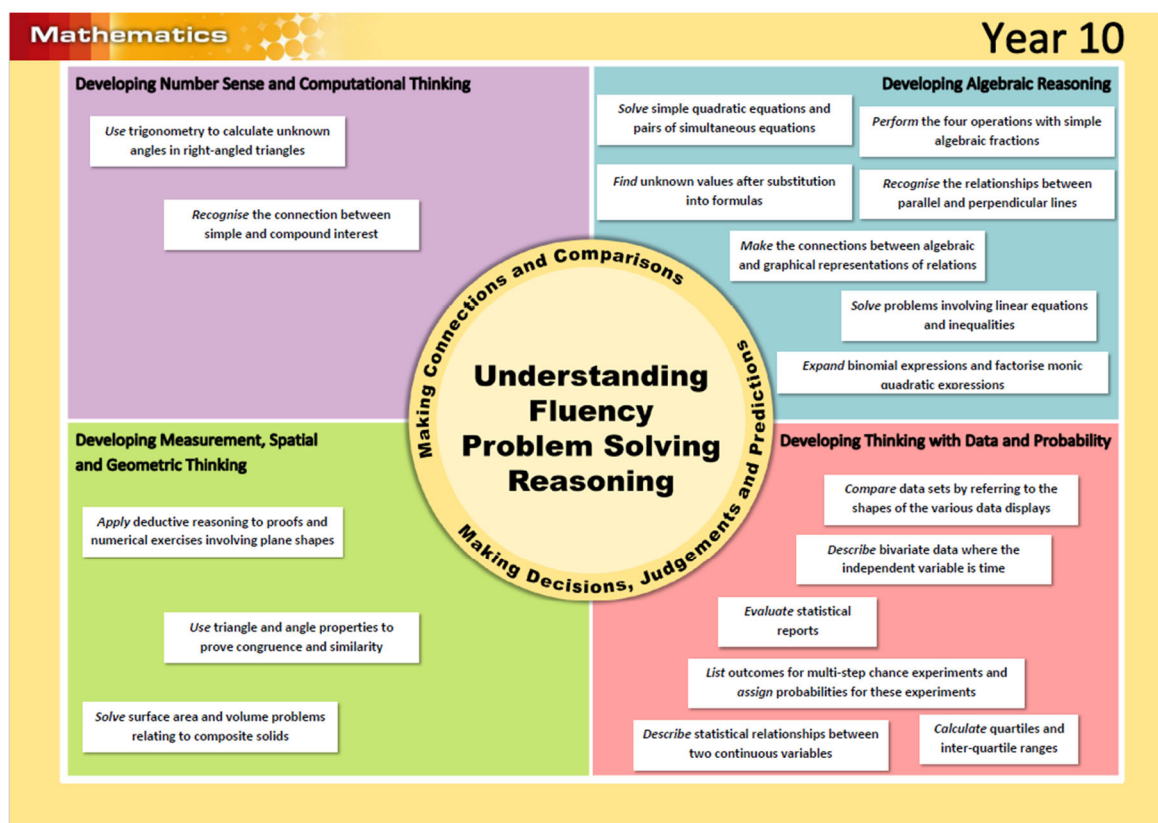 Mathematics
Year 10
Developing Number Sense and Computational Thinking
Use trigonometry to calculate unknown
angles in right-angled triangles
Recognise the connection between
simple and compound interest
Developing Algebraic Reasoning
Solve simple quadratic equations and
pairs of simultaneous equations
Perform the four operations with simple
algebraic fractions
Find unknown values after substitution
into formulas
Recognise the relationships between
parallel and perpendicular lines
Make the connections between algebraic
and graphical representations of relations
Solve problems involving linear equations
and inequalities
Expand binomial expressions and factorise monic
quadratic expressions
Making Connections and Comparisons
Understanding
Fluency
Problem Solving
Reasoning
Making Decisions, Judgements and Predictions
Developing Measurement, Spatial
and Geometric Thinking
Apply deductive reasoning to proofs and
numerical exercises involving plane shapes
Use triangle and angle properties to
prove congruence and similarity
Solve surface area and volume problems
relating to composite solids
Developing Thinking with Data and Probability
Compare data sets by referring to the
shapes of the various data displays
Describe bivariate data where the
independent variable is time
Evaluate statistical
reports
List outcomes for multi-step chance experiments and
assign probabilities for these experiments
Describe statistical relationships between
two continuous variables
Calculate quartiles and
inter-quartile ranges